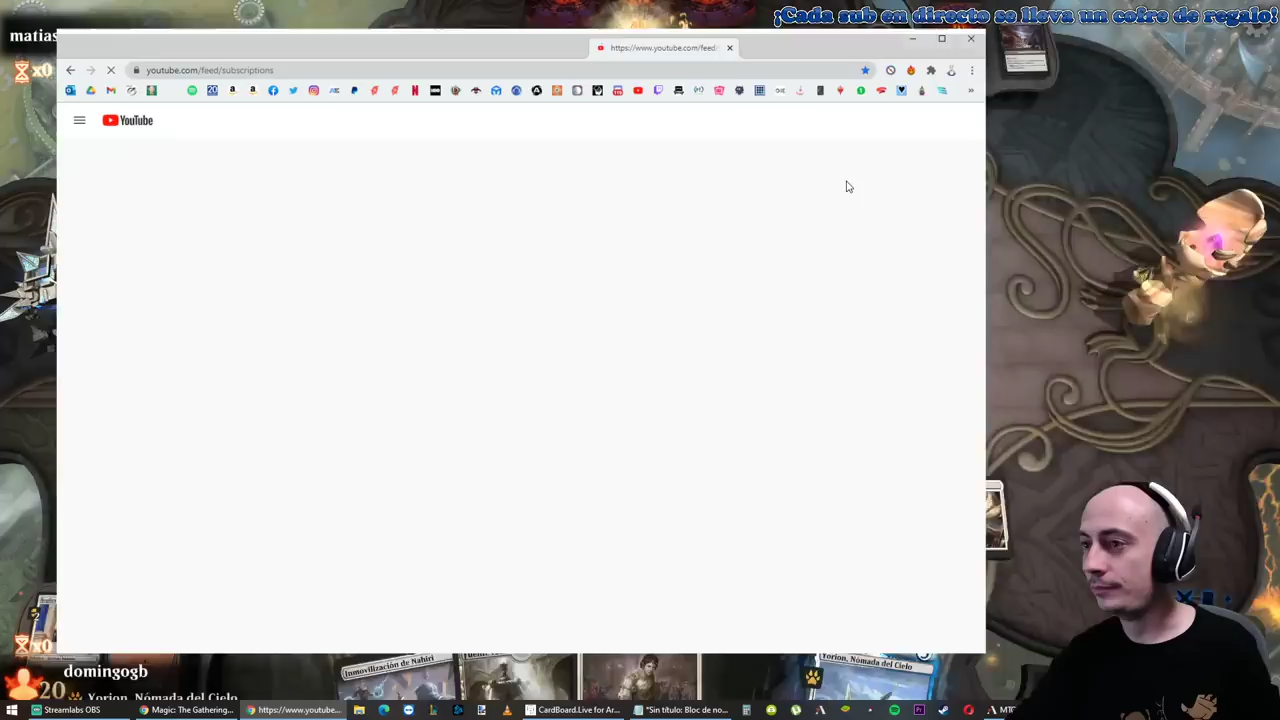 ¡Cada sub en directo se lleva un cofre de regalo!
matias
x0
https://www.youtube.com/feed/
youtube.com/feed/subscriptions
YouTube
x0
domingogb
20
Yorion, Nómada del Cielo
Inmovilización de Nahiri
Yorion, Nómada del Cielo
Streamlabs OBS
Magic: The Gathering...
https://www.youtube...
CardBoard.Live for Ar...
*Sin título: Bloc de no...